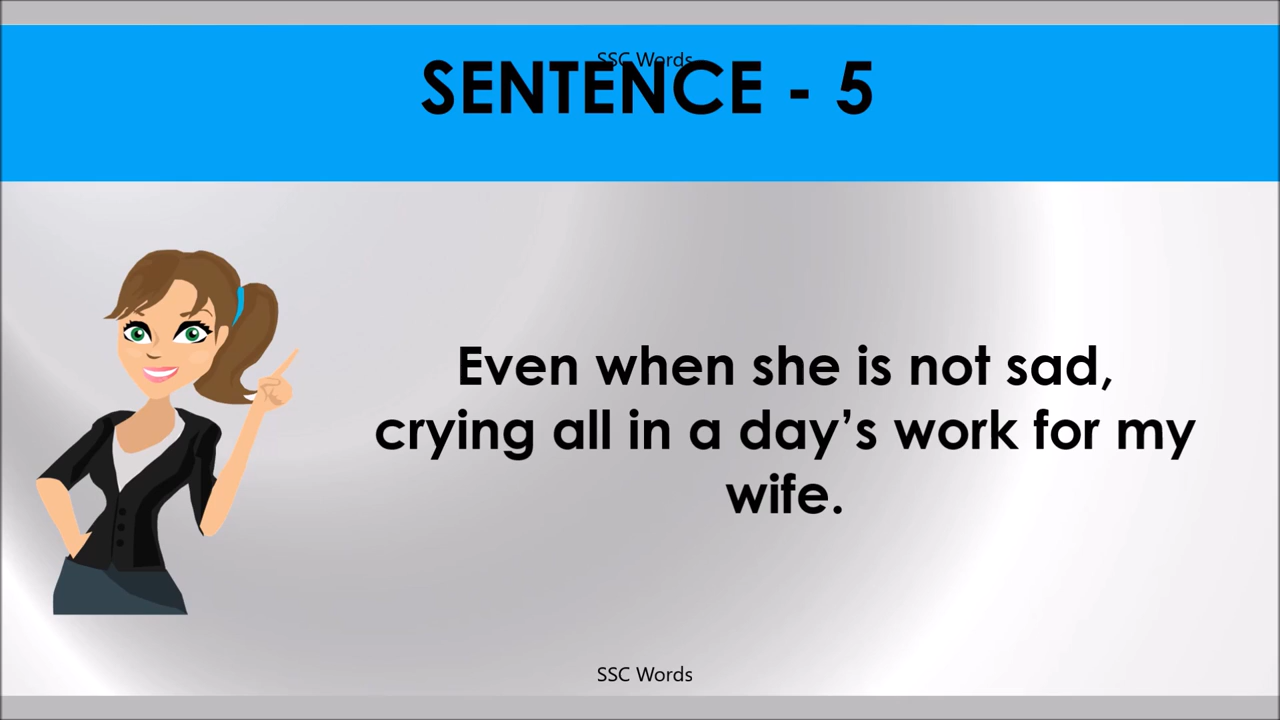 SSC Words
SENTENCE - 5
Even when she is not sad,
crying all in a day’s work for my
wife.
SSC Words